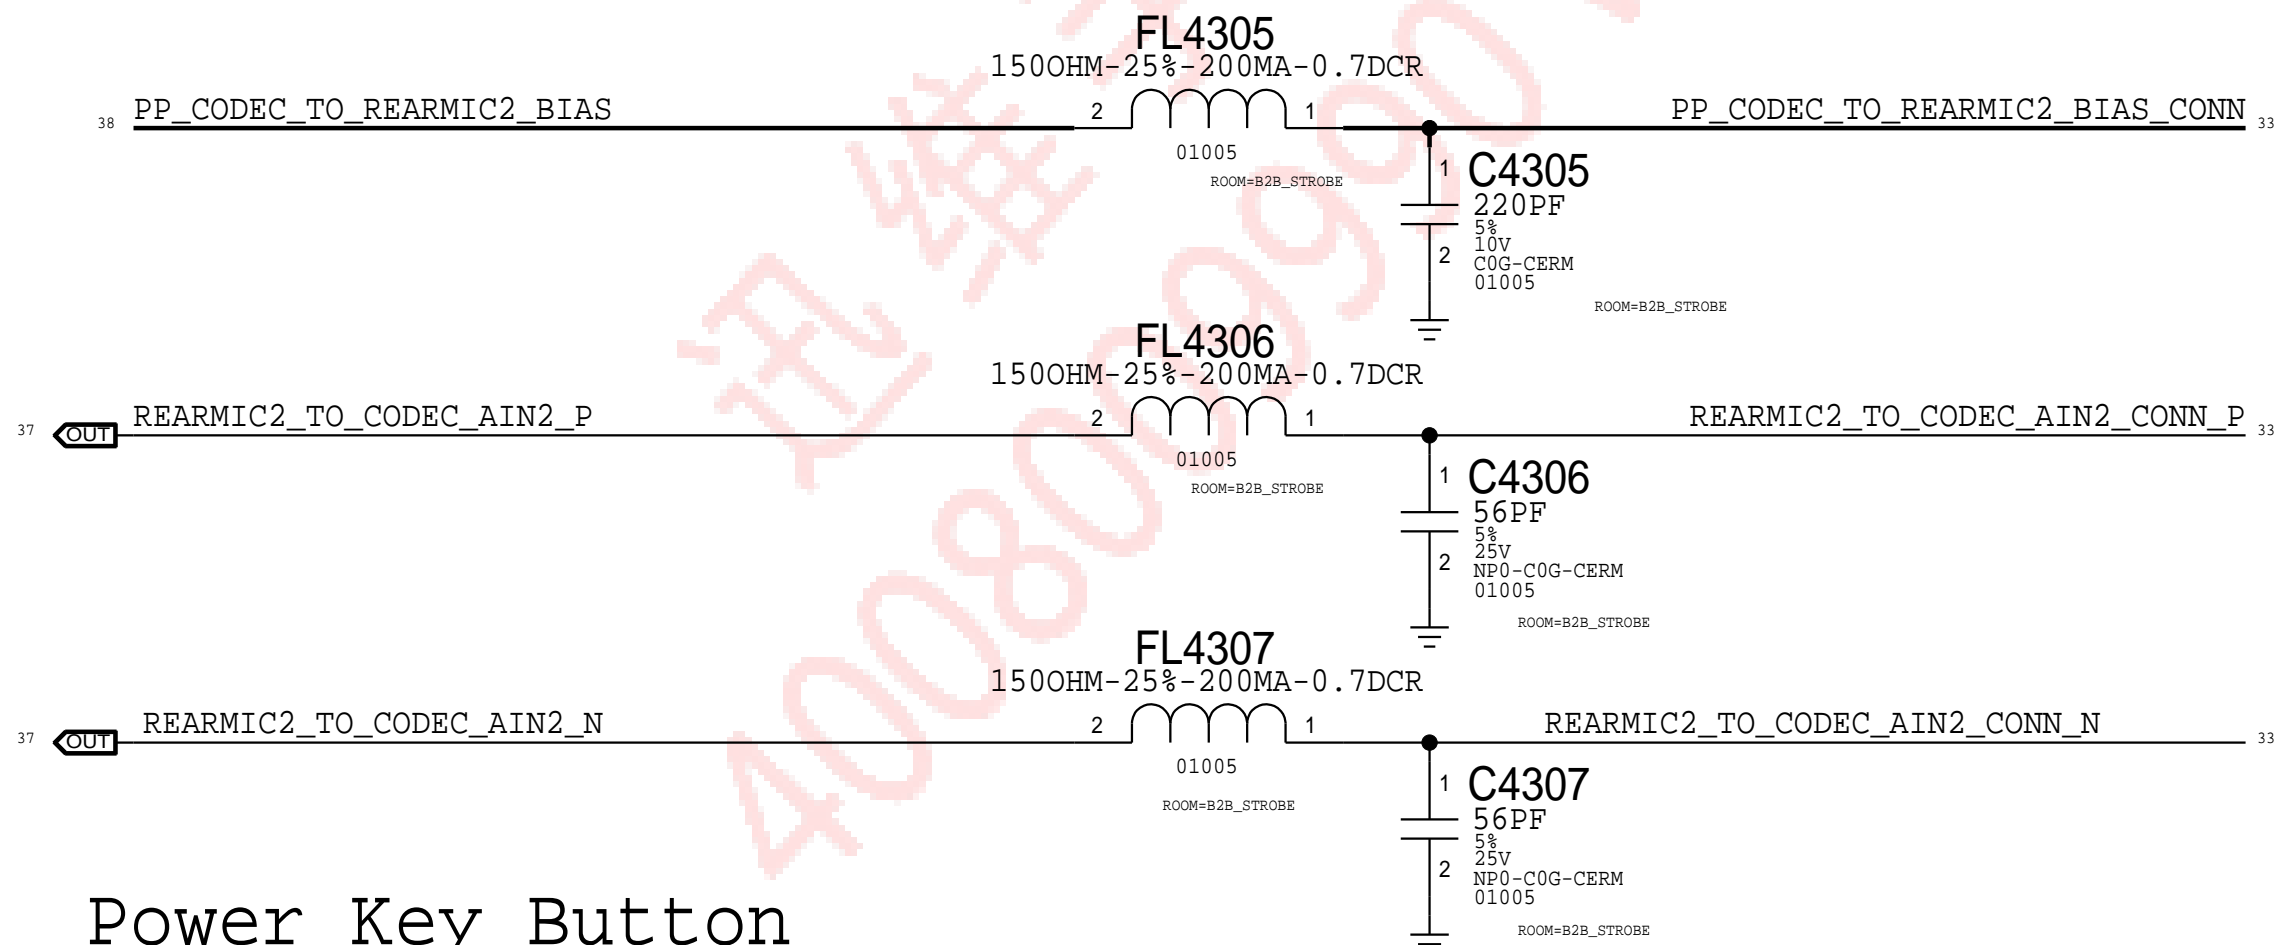 FL4305
150OHM-25%-200MA-0.7DCR
38 PP_CODEC_TO_REARMIC2_BIAS 2 1 PP_CODEC_TO_REARMIC2_BIAS_CONN 33
01005
ROOM=B2B_STROBE
1 C4305
220PF
5%
10V
2 C0G-CERM
01005
ROOM=B2B_STROBE
FL4306
150OHM-25%-200MA-0.7DCR
37 OUT REARMIC2_TO_CODEC_AIN2_P 2 1 REARMIC2_TO_CODEC_AIN2_CONN_P 33
01005
ROOM=B2B_STROBE
1 C4306
56PF
5%
25V
2 NP0-C0G-CERM
01005
ROOM=B2B_STROBE
FL4307
150OHM-25%-200MA-0.7DCR
37 OUT REARMIC2_TO_CODEC_AIN2_N 2 1 REARMIC2_TO_CODEC_AIN2_CONN_N 33
01005
ROOM=B2B_STROBE
1 C4307
56PF
5%
25V
2 NP0-C0G-CERM
01005
ROOM=B2B_STROBE
Power Key Button
迅维
40080099